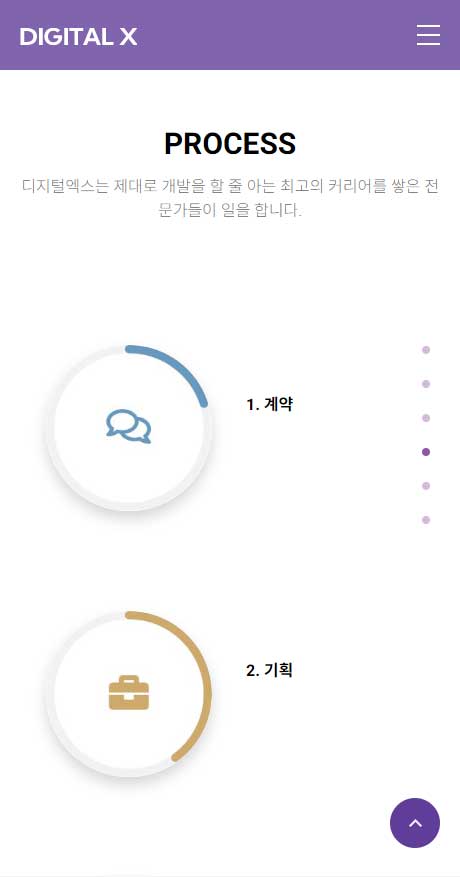 DIGITAL X
PROCESS
디지털엑스는 제대로 개발을 할 줄 아는 최고의 커리어를 쌓은 전
문가들이 일을 합니다.
1. 계약
2. 기획